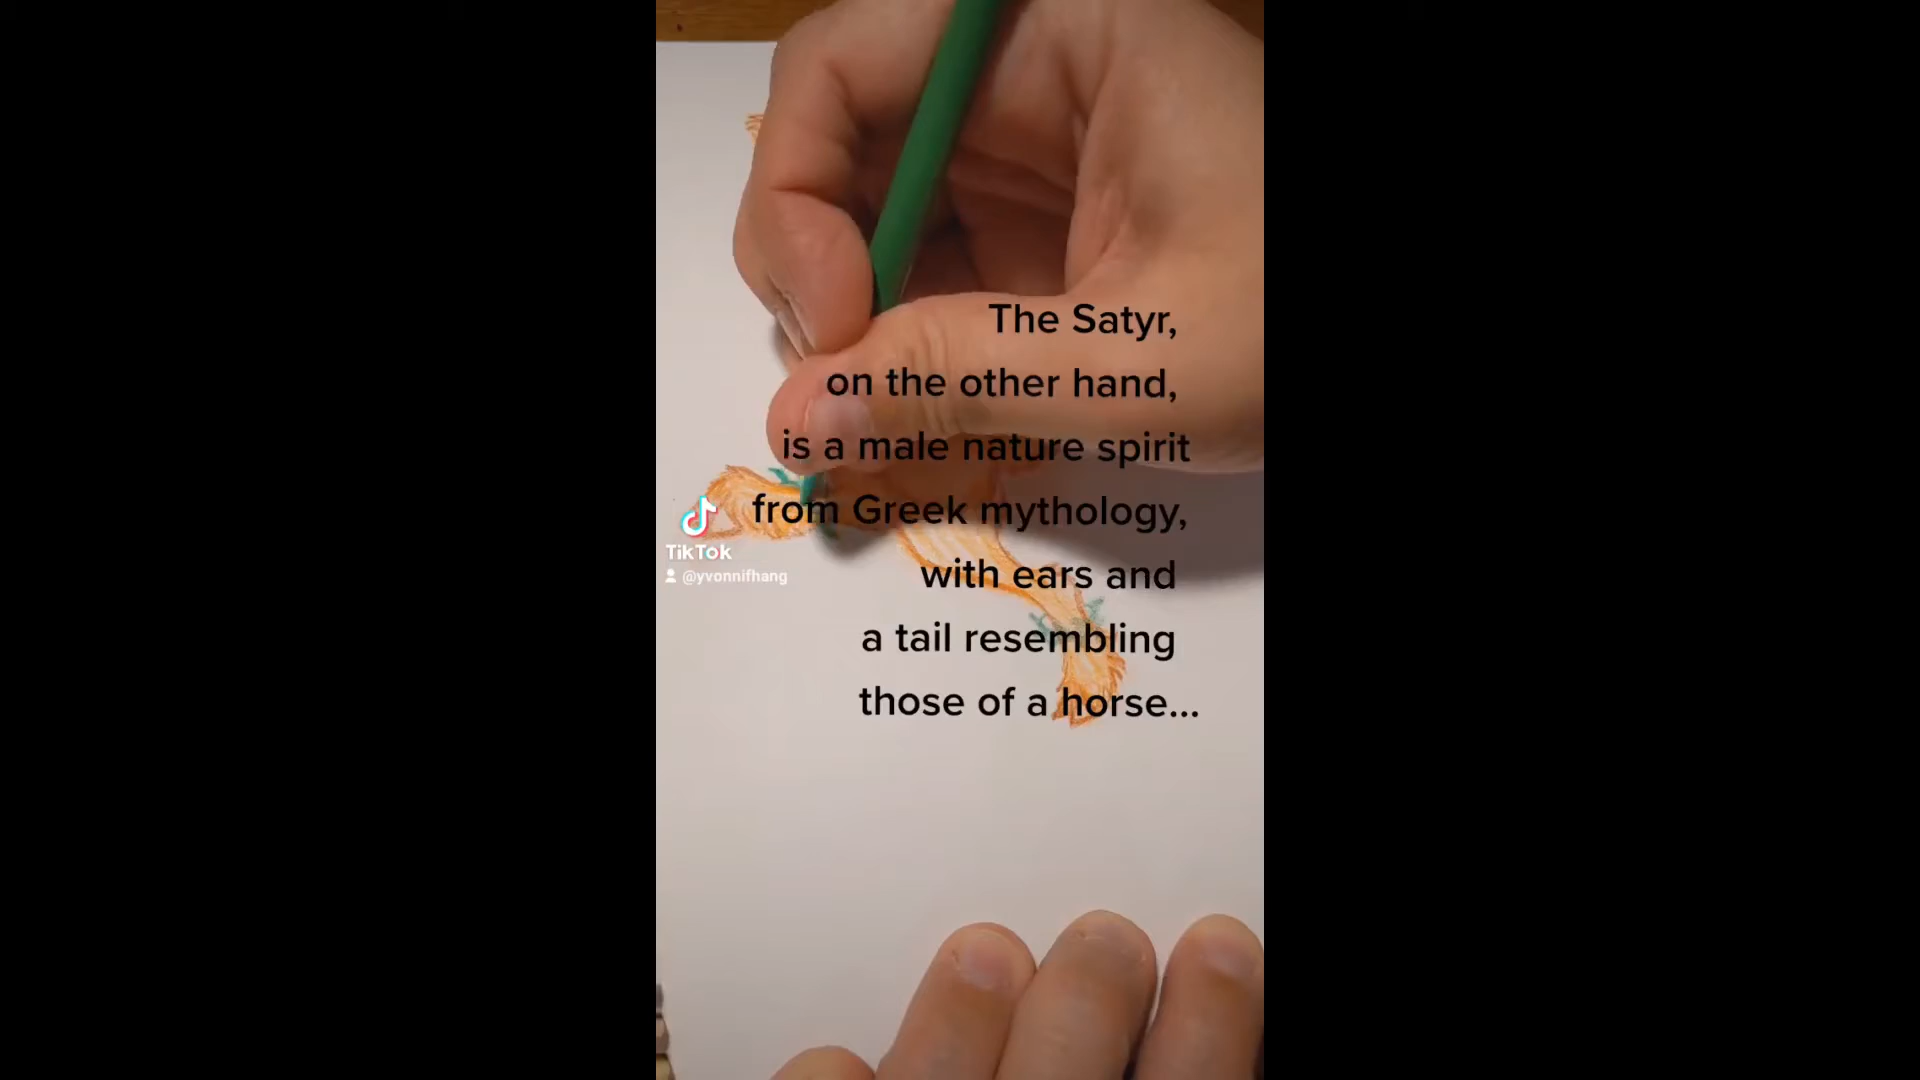 The Satyr,
on the other hand,
is a male nature spirit
from Greek mythology,
with ears and
a tail resembling
those of a horse...
TikTok
@yvonnifhang